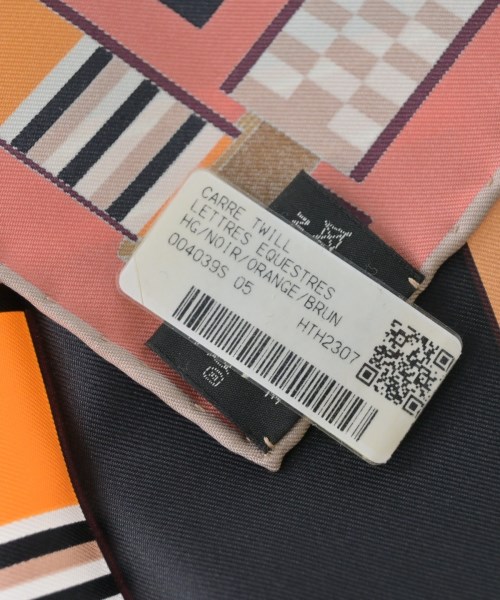 CARRE TWILL
LETTRES EQUESTRES
HG/NOIR/ORANGE/BRUN
004039S 05
HTH2307